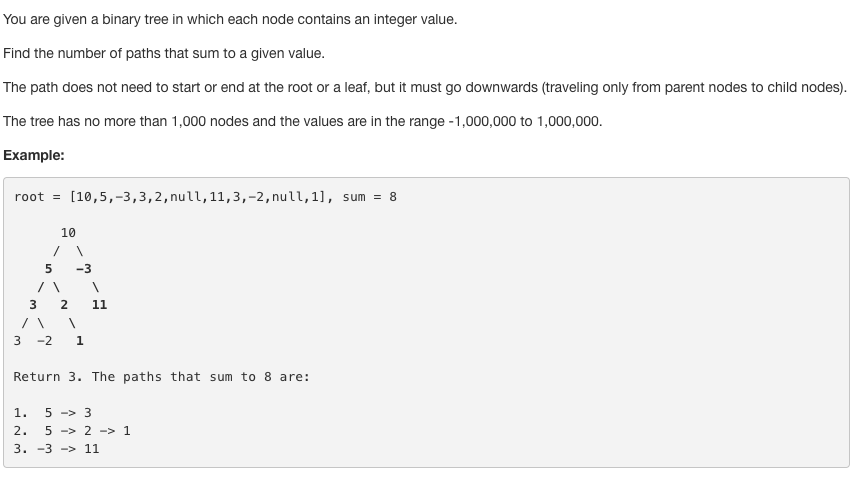 You are given a binary tree in which each node contains an integer value.
Find the number of paths that sum to a given value.
The path does not need to start or end at the root or a leaf, but it must go downwards (traveling only from parent nodes to child nodes).
The tree has no more than 1,000 nodes and the values are in the range -1,000,000 to 1,000,000.
Example:
root = [10,5,-3,3,2,null,11,3,-2,null,1], sum = 8
      10
     /  \
    5   -3
   / \    \
  3   2   11
 / \   \
3  -2   1
Return 3. The paths that sum to 8 are:
1.  5 -> 3
2.  5 -> 2 -> 1
3. -3 -> 11